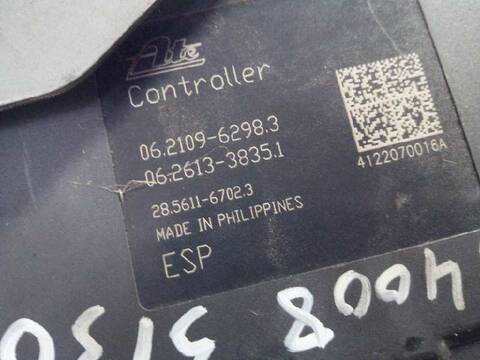 Ate
Controller
06.2109-6298.3
06.2613-3835.1
28.5611-6702.3
MADE IN PHILIPPINES
ESP
4122070016A
4008